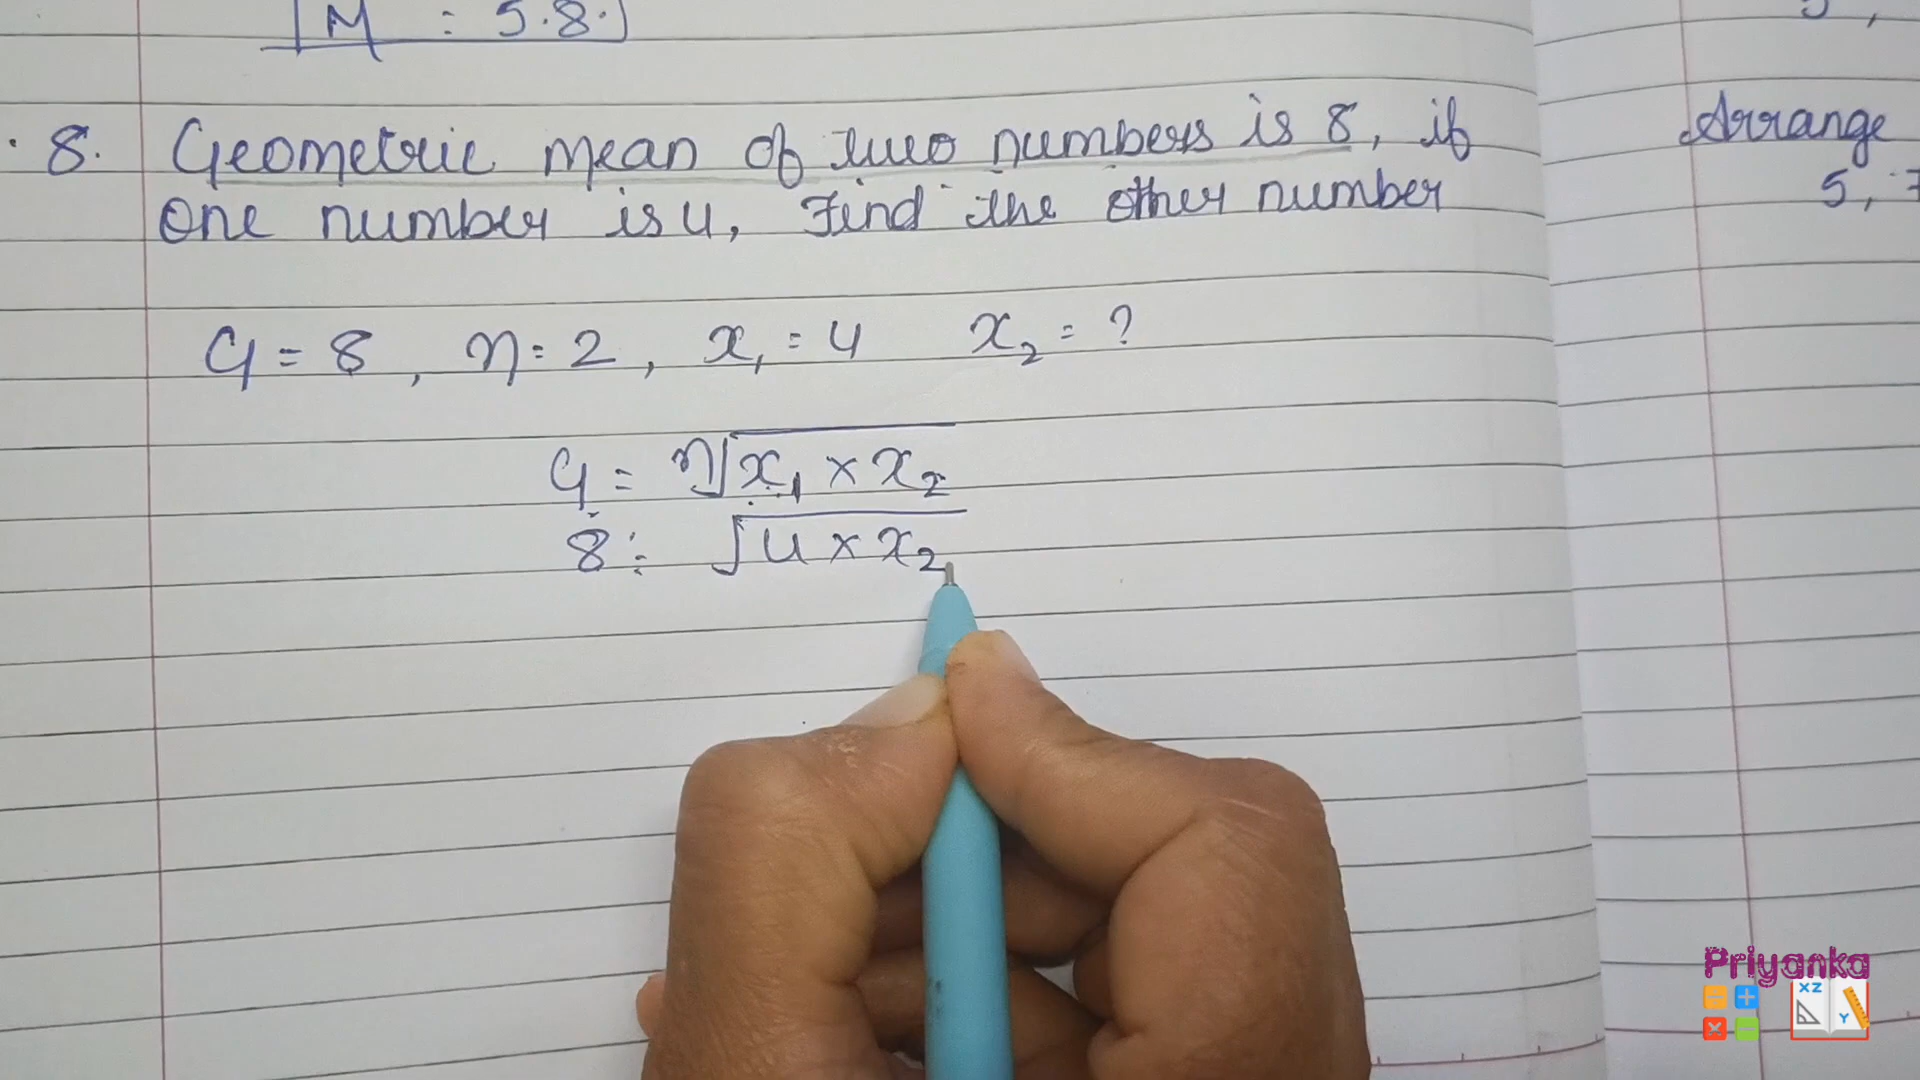 M : 5.8.
8. Geometric mean of two numbers is 8, if
one number is 4, Find the other number
G = 8, n = 2, x₁ = 4 x₂ = ?
G = ⁿ√x₁ × x₂
8 = √4 × x₂
Arrange
5,
Priyanka
XZ
Y